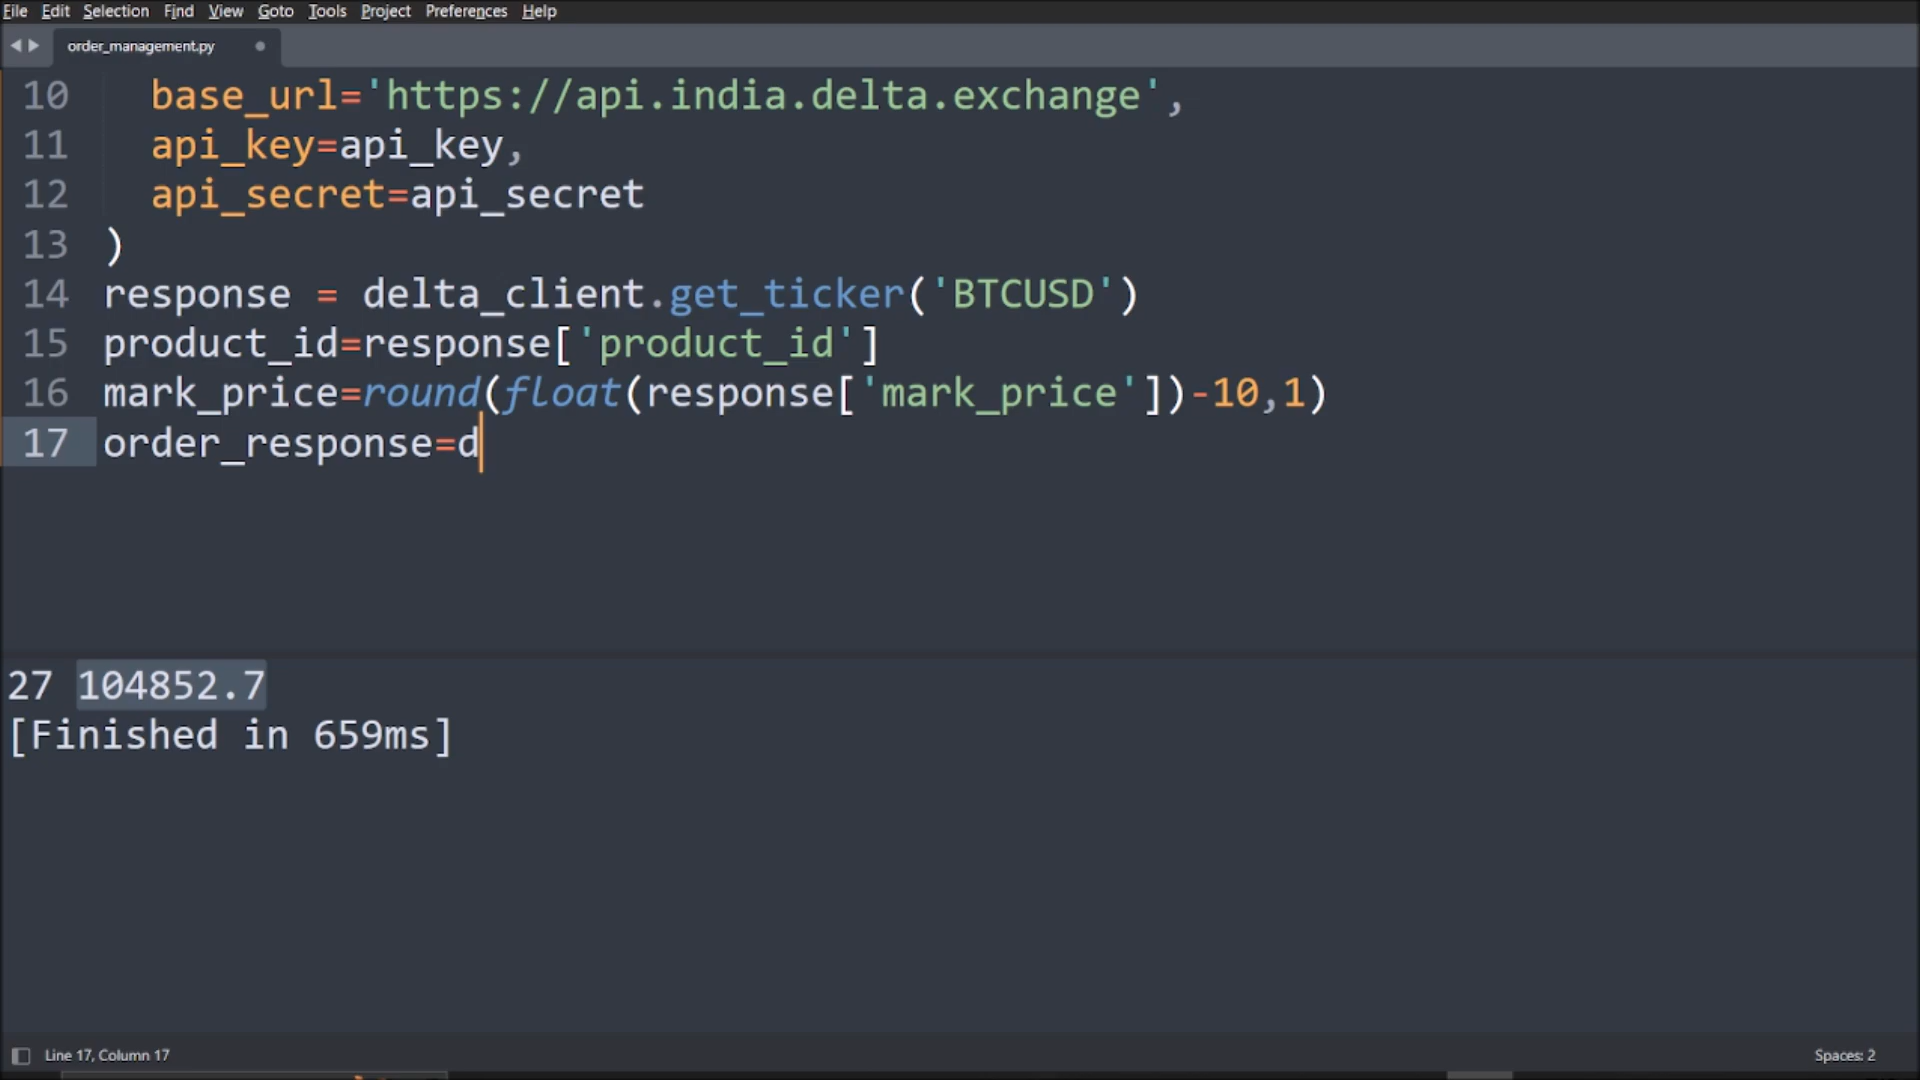 File Edit Selection Find View Goto Tools Project Preferences Help
order_management.py
10 base_url='https://api.india.delta.exchange',
11 api_key=api_key,
12 api_secret=api_secret
13 )
14 response = delta_client.get_ticker('BTCUSD')
15 product_id=response['product_id']
16 mark_price=round(float(response['mark_price'])-10,1)
17 order_response=d
27 104852.7
[Finished in 659ms]
Line 17, Column 17
Spaces: 2